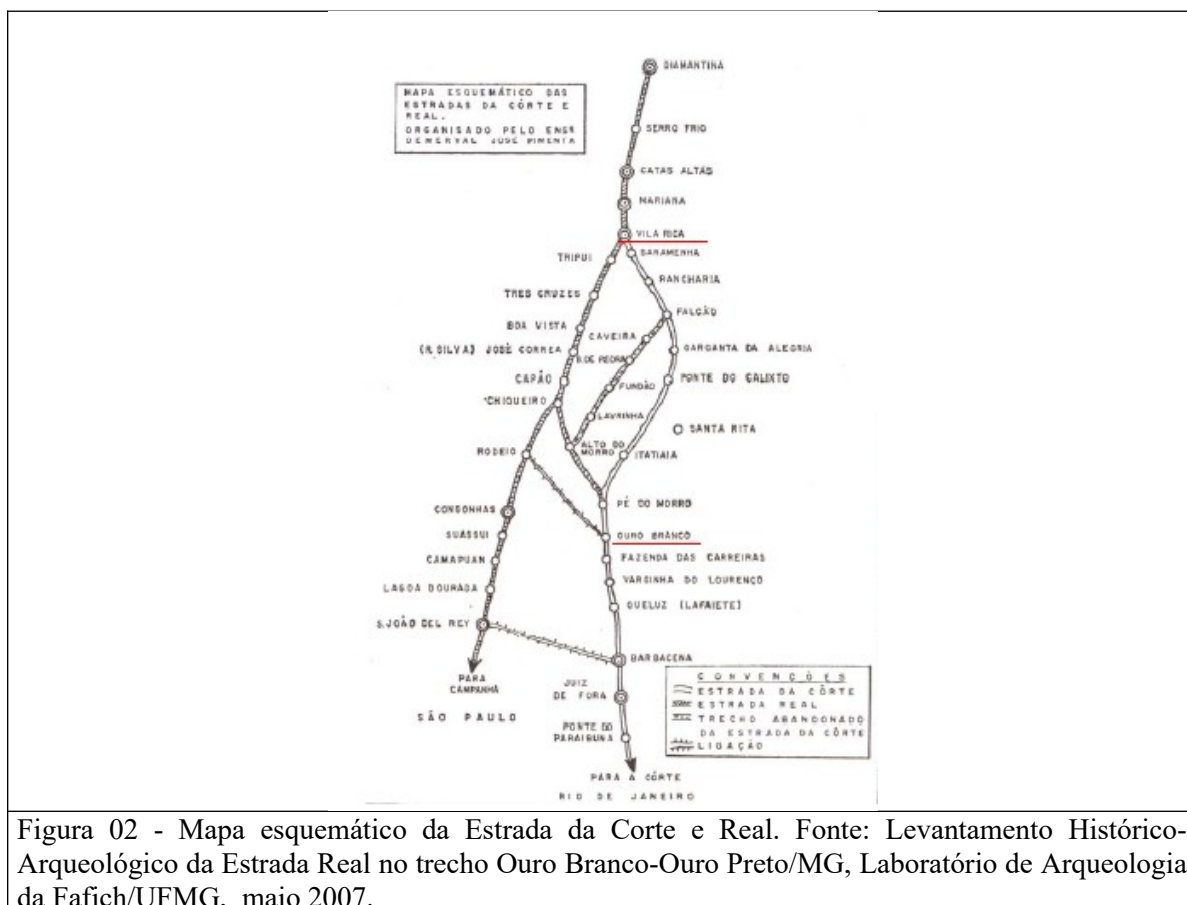 MAPA ESQUEMÁTICO DAS
ESTRADAS DA CÔRTE E
REAL.
ORGANISADO PELO ENGR
DEMERVAL JOSÉ PIMENTA
DIAMANTINA
SERRO FRIO
CATAS ALTAS
MARIANA
VILA RICA
SARAMENHA
TRIPUI
RANCHARIA
TRES CRUZES
FALCÃO
BOA VISTA
CAVEIRA
(R. SILVA) JOSÉ CORREA
GARGANTA DA ALEGRIA
B. DE PEDRA
CAPÃO
FUNDÃO
PONTE DO CALIXTO
CHIQUEIRO
LAVRINHA
SANTA RITA
RODEIO
ALTO DO
MORRO
ITATIAIA
PÉ DO MORRO
CONGONHAS
SUÁSSUI
OURO BRANCO
CAMAPUAN
FAZENDA DAS CARREIRAS
LAGOA DOURADA
VARGINHA DO LOURENÇO
QUELUZ (LAFAIETE)
S. JOÃO DEL REY
BARBACENA
PARA
CAMPANHA
SÃO PAULO
JUIZ
DE FORA
PONTE DO
PARAIBUNA
PARA A CÔRTE
RIO DE JANEIRO
CONVENÇÕES
ESTRADA DA CÔRTE
ESTRADA REAL
TRECHO ABANDONADO
DA ESTRADA DA CÔRTE
LIGAÇÃO
Figura 02 - Mapa esquemático da Estrada da Corte e Real. Fonte: Levantamento Histórico-
Arqueológico da Estrada Real no trecho Ouro Branco-Ouro Preto/MG, Laboratório de Arqueologia
da Fafich/UFMG, maio 2007.